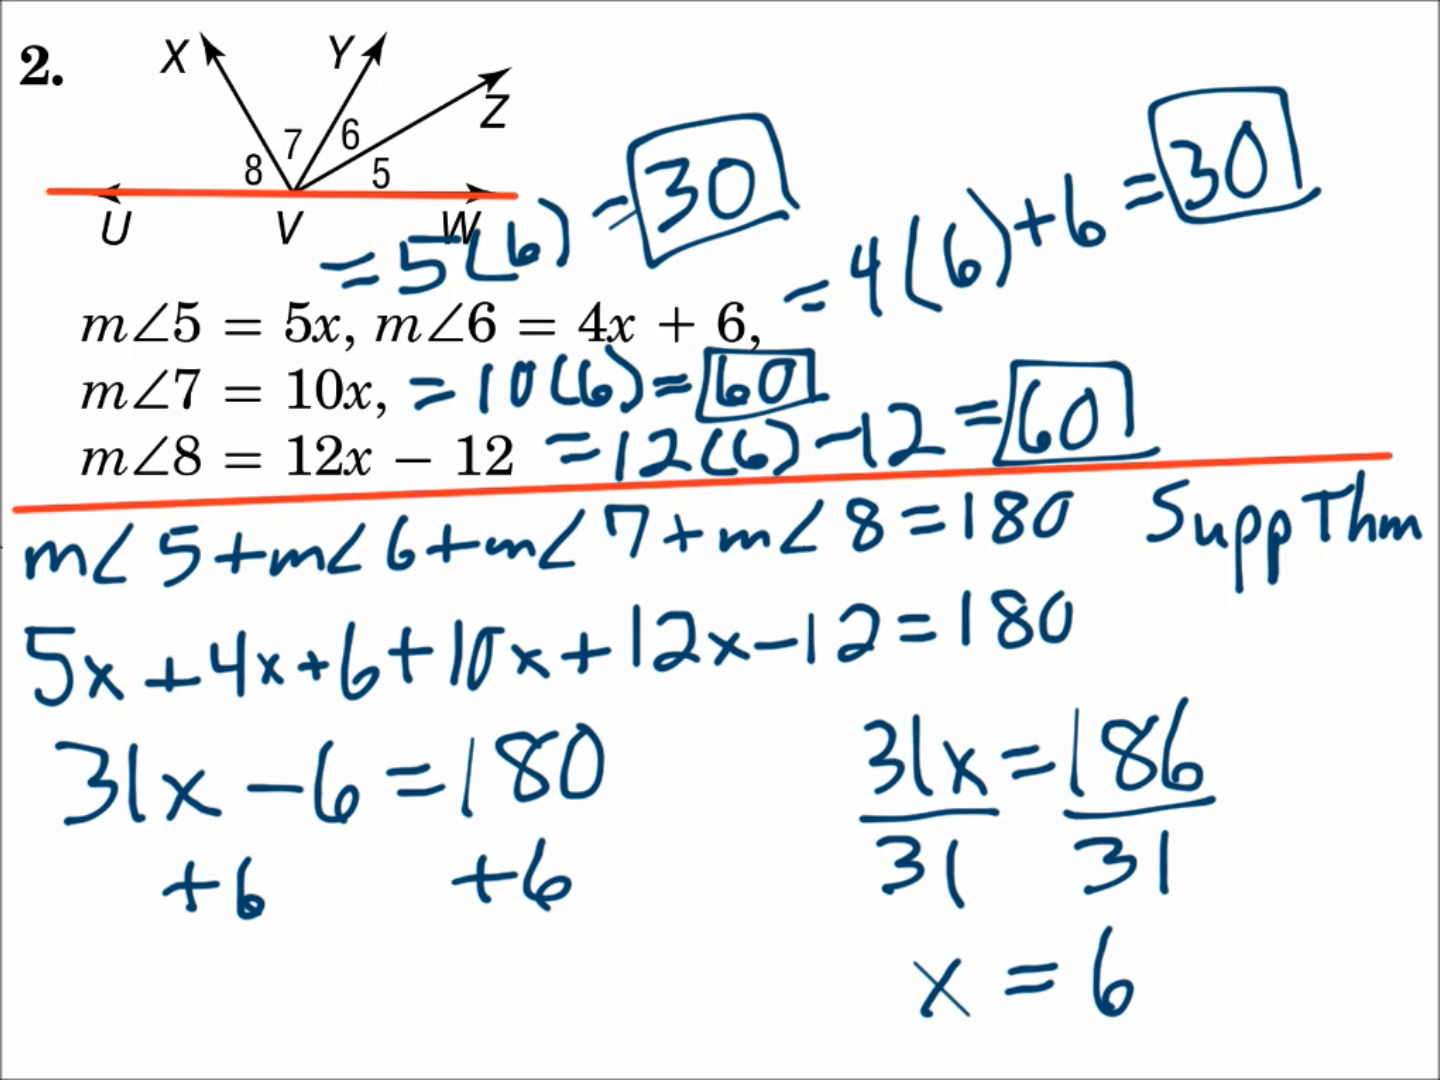 2.
X Y Z
8 7 6 5
U V W
= 5(6) = 30
= 4(6)+6 = 30
m∠5 = 5x, m∠6 = 4x + 6,
m∠7 = 10x, = 10(6) = 60
m∠8 = 12x − 12 = 12(6) −12 = 60
m∠5+m∠6+m∠7+m∠8=180 Supp Thm
5x+4x+6+10x+12x−12=180
31x −6 =180
+6 +6
31x=186
31 31
x = 6